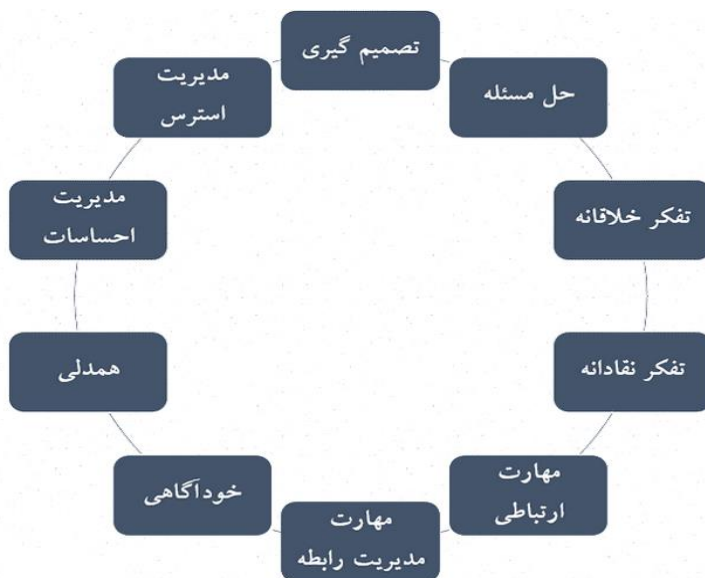 تصمیم گیری
حل مسئله
تفکر خلاقانه
تفکر نقادانه
مهارت
ارتباطی
مهارت
مدیریت رابطه
خودآگاهی
همدلی
مدیریت
احساسات
مدیریت
استرس